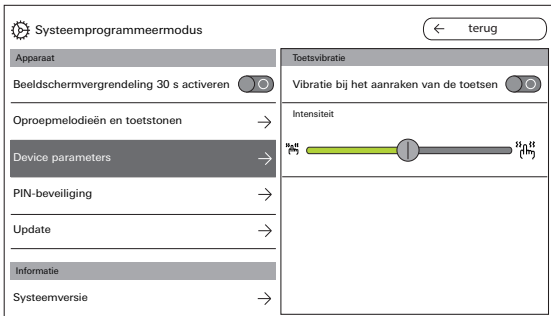 Systeemprogrammeermodus
terug
Apparaat
Beeldschermvergrendeling 30 s activeren
Oproepmelodieën en toetstonen
Device parameters
PIN-beveiliging
Update
Informatie
Systeemversie
Toetsvibratie
Vibratie bij het aanraken van de toetsen
Intensiteit